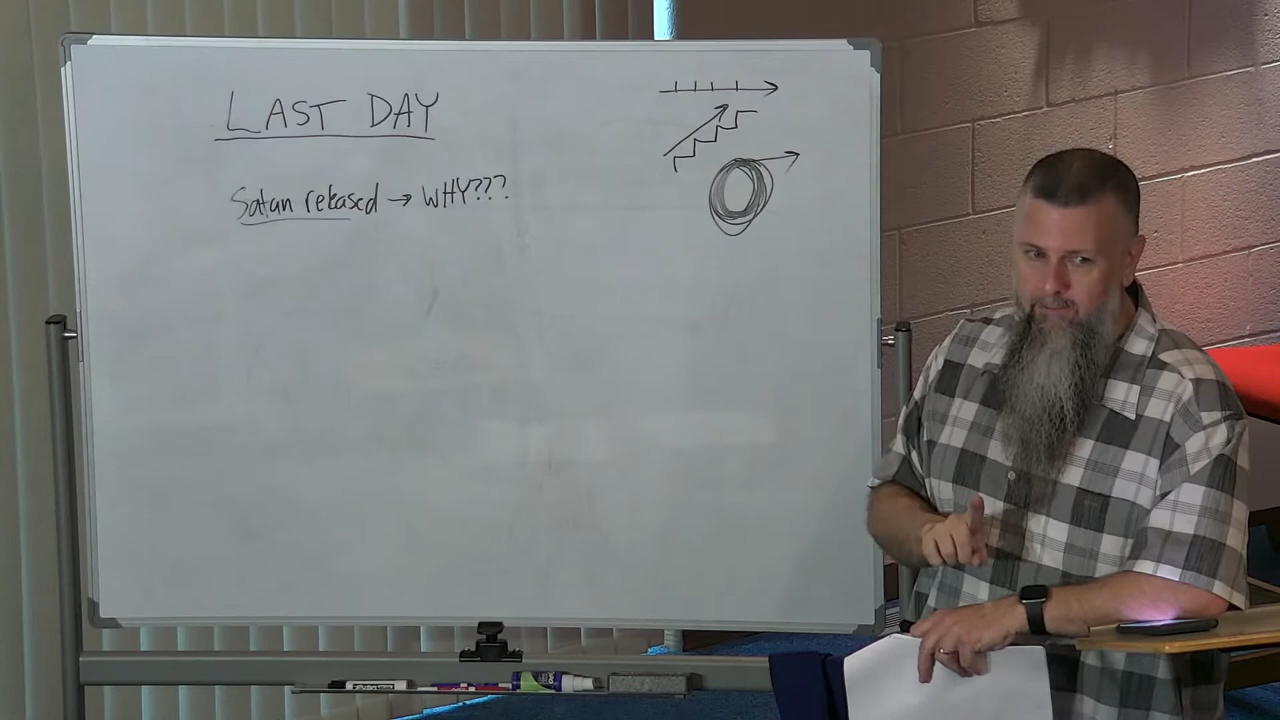 LAST DAY
Satan released → WHY???